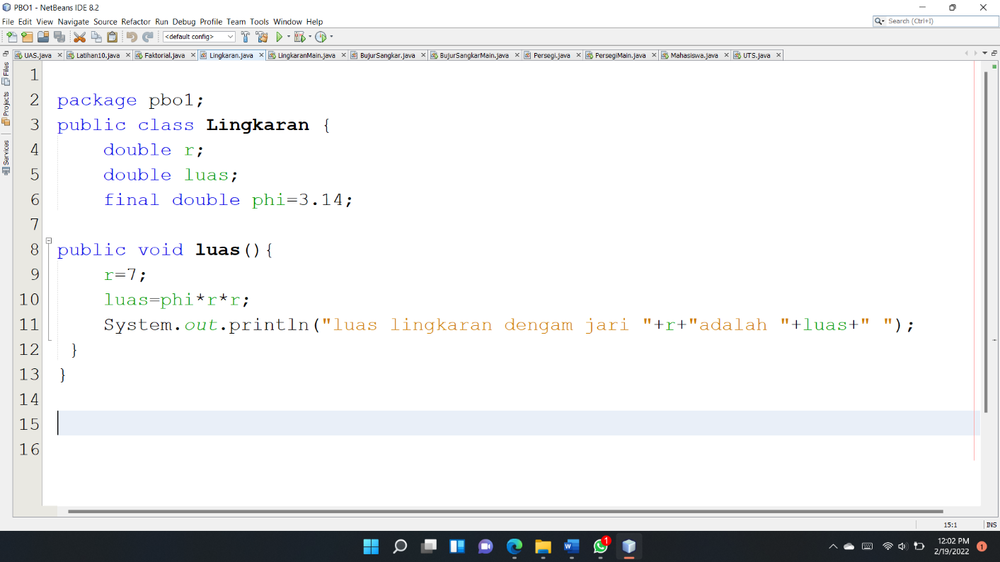 PBO1 - NetBeans IDE 8.2
File Edit View Navigate Source Refactor Run Debug Profile Team Tools Window Help
Search (Ctrl+I)
<default config>
UAS.java Latihan10.java Faktorial.java Lingkaran.java LingkaranMain.java BujurSangkar.java BujurSangkarMain.java Persegi.java PersegiMain.java Mahasiswa.java UTS.java
Files
Projects
Services
1
2 package pbo1;
3 public class Lingkaran {
4 double r;
5 double luas;
6 final double phi=3.14;
7
8 public void luas(){
9 r=7;
10 luas=phi*r*r;
11 System.out.println("luas lingkaran dengam jari "+r+"adalah "+luas+" ");
12 }
13 }
14
15
16
15:1 INS
1
12:02 PM
2/19/2022
1